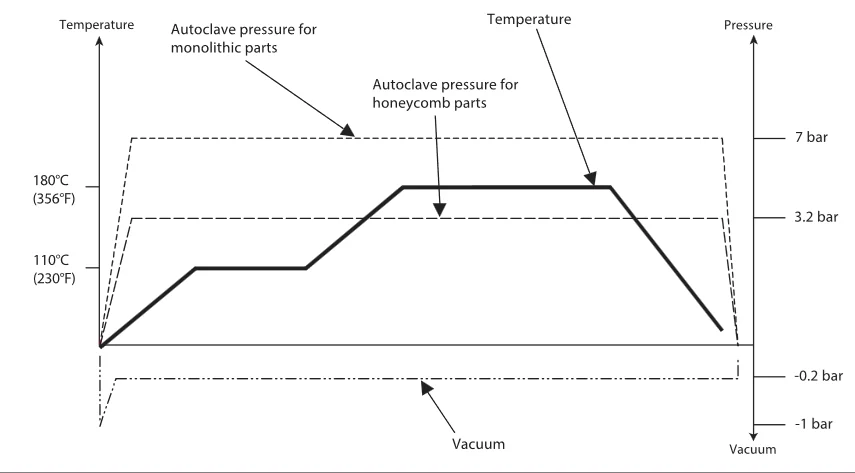 Temperature
Autoclave pressure for
monolithic parts
Temperature
Pressure
Autoclave pressure for
honeycomb parts
7 bar
180°C
(356°F)
3.2 bar
110°C
(230°F)
-0.2 bar
-1 bar
Vacuum
Vacuum